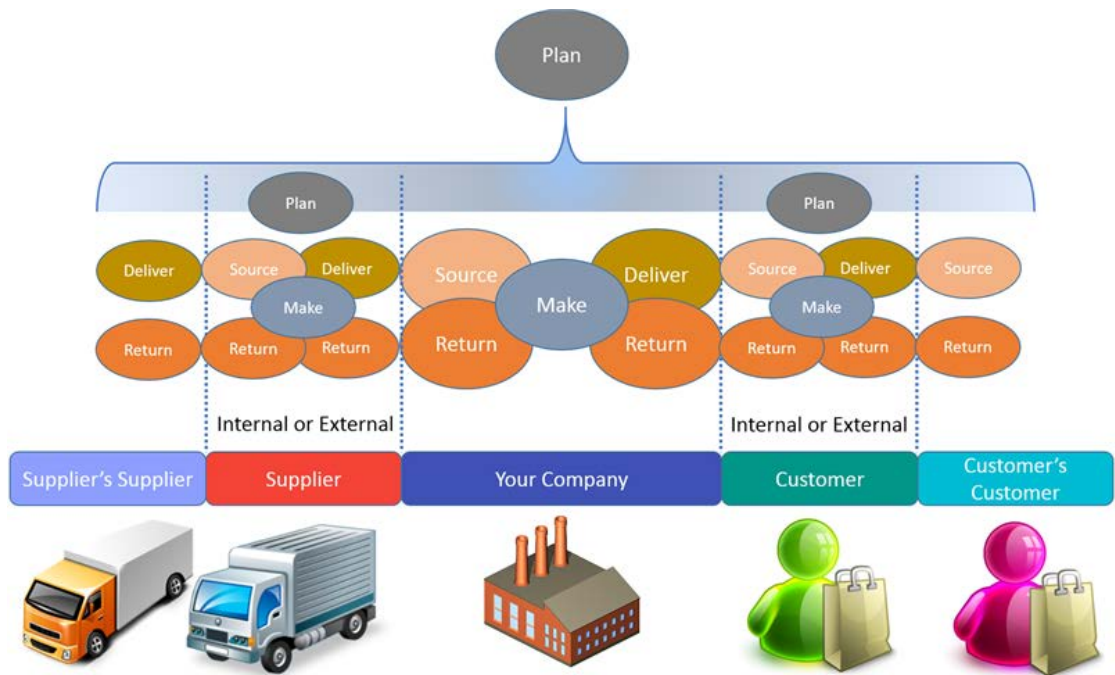 Plan
Plan
Plan
Deliver
Source
Deliver
Source
Make
Deliver
Source
Deliver
Source
Make
Make
Return
Return
Return
Return
Return
Return
Return
Return
Internal or External
Internal or External
Supplier's Supplier
Supplier
Your Company
Customer
Customer's
Customer